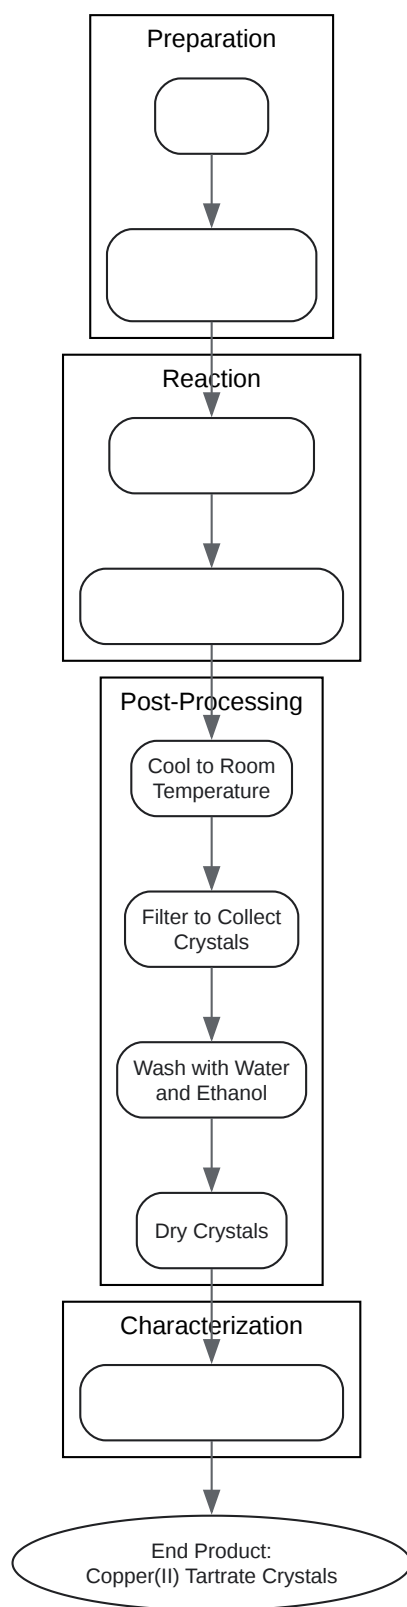 Preparation
Reaction
Post-Processing
Cool to Room
Temperature
Filter to Collect
Crystals
Wash with Water
and Ethanol
Dry Crystals
Characterization
End Product:
Copper(II) Tartrate Crystals